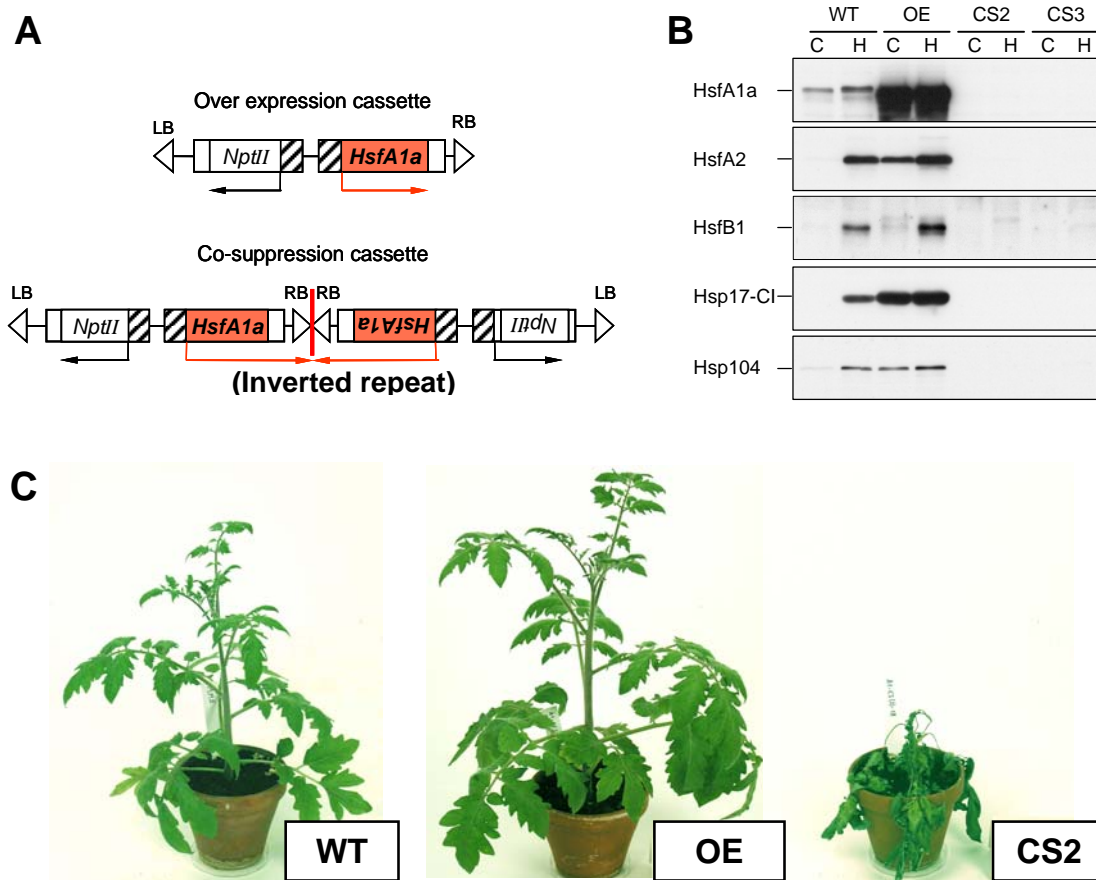 A
Over expression cassette
LB
RB
NptII
HsfA1a
Co-suppression cassette
LB
RB RB
LB
NptII
HsfA1a
HsfA1a
NptII
(Inverted repeat)
B
WT OE CS2 CS3
C H C H C H C H
HsfA1a
HsfA2
HsfB1
Hsp17-CI
Hsp104
C
WT
OE
CS2